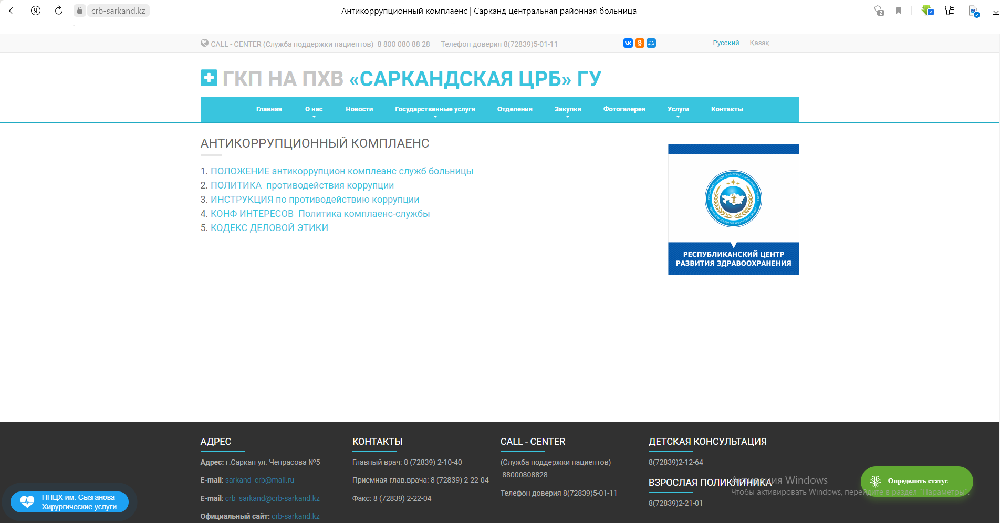 crb-sarkand.kz
Антикоррупционный комплаенс | Сарканд центральная районная больница
2
?
CALL - CENTER (Служба поддержки пациентов)  8 800 080 88 28
Телефон доверия 8(72839)5-01-11
Русский
Қазақ
ГКП НА ПХВ «САРКАНДСКАЯ ЦРБ» ГУ
Главная
О нас
Новости
Государственные услуги
Отделения
Закупки
Фотогалерея
Услуги
Контакты
АНТИКОРРУПЦИОННЫЙ КОМПЛАЕНС
1. ПОЛОЖЕНИЕ антикоррупцион комплеанс служб больницы
2. ПОЛИТИКА  противодействия коррупции
3. ИНСТРУКЦИЯ по противодействию коррупции
4. КОНФ ИНТЕРЕСОВ  Политика комплаенс-службы
5. КОДЕКС ДЕЛОВОЙ ЭТИКИ
REPUBLICAN CENTER FOR HEALTH DEVELOPMENT
РЕСПУБЛИКАНСКИЙ ЦЕНТР
РАЗВИТИЯ ЗДРАВООХРАНЕНИЯ
АДРЕС
Адрес: г.Саркан ул. Чепрасова №5
E-mail: sarkand_crb@mail.ru
E-mail: crb_sarkand@crb-sarkand.kz
Официальный сайт: crb-sarkand.kz
КОНТАКТЫ
Главный врач: 8 (72839) 2-10-40
Приемная глав.врача: 8 (72839) 2-22-04
Факс: 8 (72839) 2-22-04
CALL - CENTER
(Служба поддержки пациентов)
88000808828
Телефон доверия 8(72839)5-01-11
ДЕТСКАЯ КОНСУЛЬТАЦИЯ
8(72839)2-12-64
ВЗРОСЛАЯ ПОЛИКЛИНИКА
8(72839)2-21-01
ННЦХ им. Сызганова
Хирургические услуги
Активация Windows
Чтобы активировать Windows, перейдите в раздел "Параметры".
Определить статус